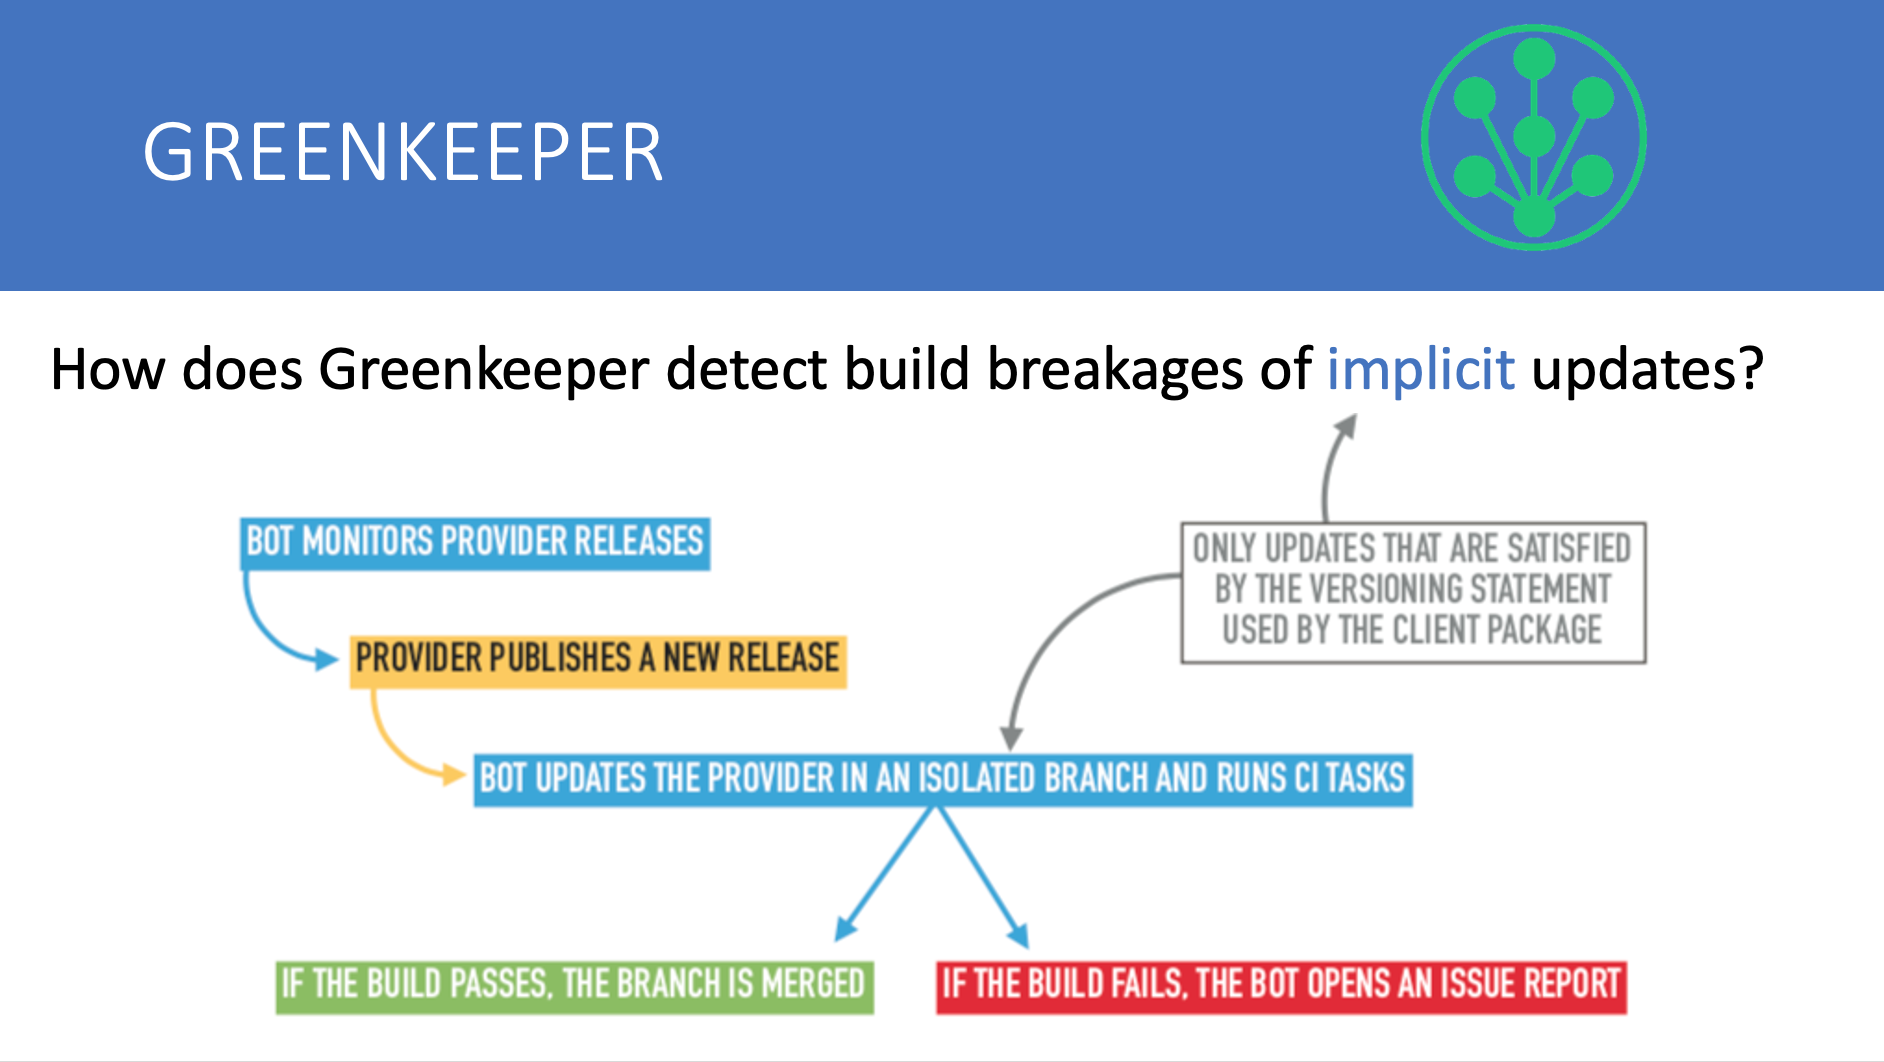 GREENKEEPER
How does Greenkeeper detect build breakages of implicit updates?
BOT MONITORS PROVIDER RELEASES
ONLY UPDATES THAT ARE SATISFIED
BY THE VERSIONING STATEMENT
USED BY THE CLIENT PACKAGE
PROVIDER PUBLISHES A NEW RELEASE
BOT UPDATES THE PROVIDER IN AN ISOLATED BRANCH AND RUNS CI TASKS
IF THE BUILD PASSES, THE BRANCH IS MERGED
IF THE BUILD FAILS, THE BOT OPENS AN ISSUE REPORT